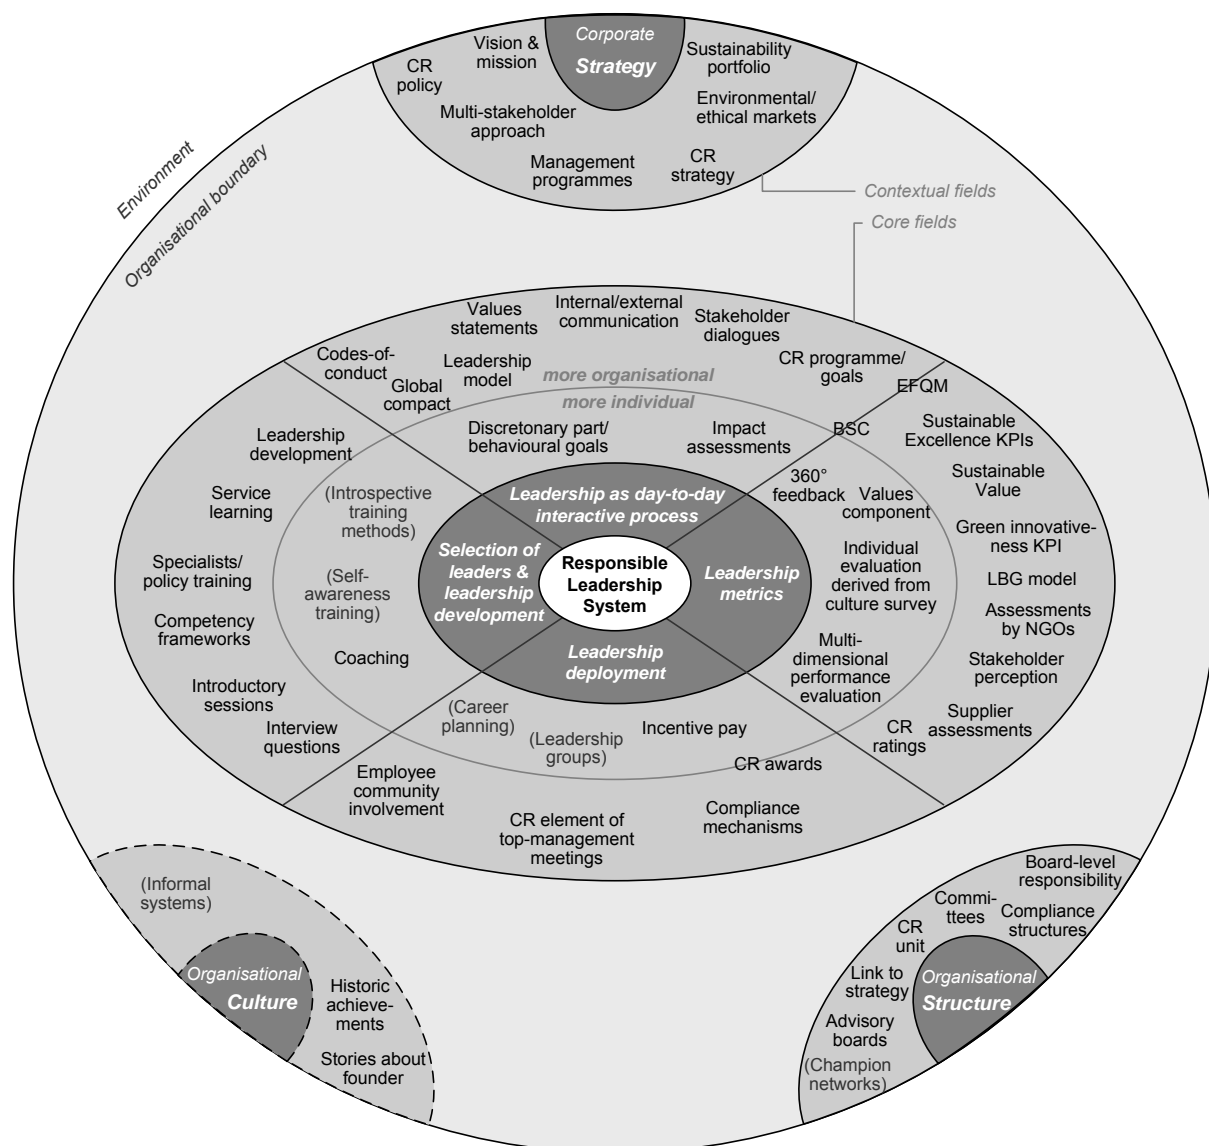 Corporate
Strategy
Vision &
mission
CR
policy
Sustainability
portfolio
Multi-stakeholder
approach
Environmental/
ethical markets
Management
programmes
CR
strategy
Environment
Organisational boundary
Contextual fields
Core fields
Values
statements
Internal/external
communication
Stakeholder
dialogues
Codes-of-
conduct
Global
compact
Leadership
model
CR programme/
goals
more organisational
more individual
Discretonary part/
behavioural goals
Impact
assessments
EFQM
BSC
Sustainable
Excellence KPIs
360°
feedback
Values
component
Sustainable
Value
Green innovative-
ness KPI
Individual
evaluation
derived from
culture survey
LBG model
Assessments
by NGOs
Multi-
dimensional
performance
evaluation
Stakeholder
perception
Supplier
assessments
CR
ratings
Leadership
development
Service
learning
(Introspective
training
methods)
Specialists/
policy training
(Self-
awareness
training)
Competency
frameworks
Coaching
Introductory
sessions
Interview
questions
Leadership as day-to-day
interactive process
Selection of
leaders &
leadership
development
Responsible
Leadership
System
Leadership
metrics
Leadership
deployment
(Career
planning)
(Leadership
groups)
Incentive pay
CR awards
Employee
community
involvement
CR element of
top-management
meetings
Compliance
mechanisms
(Informal
systems)
Organisational
Culture
Historic
achieve-
ments
Stories about
founder
Board-level
responsibility
Commi-
ttees
Compliance
structures
CR
unit
Link to
strategy
Organisational
Structure
Advisory
boards
(Champion
networks)